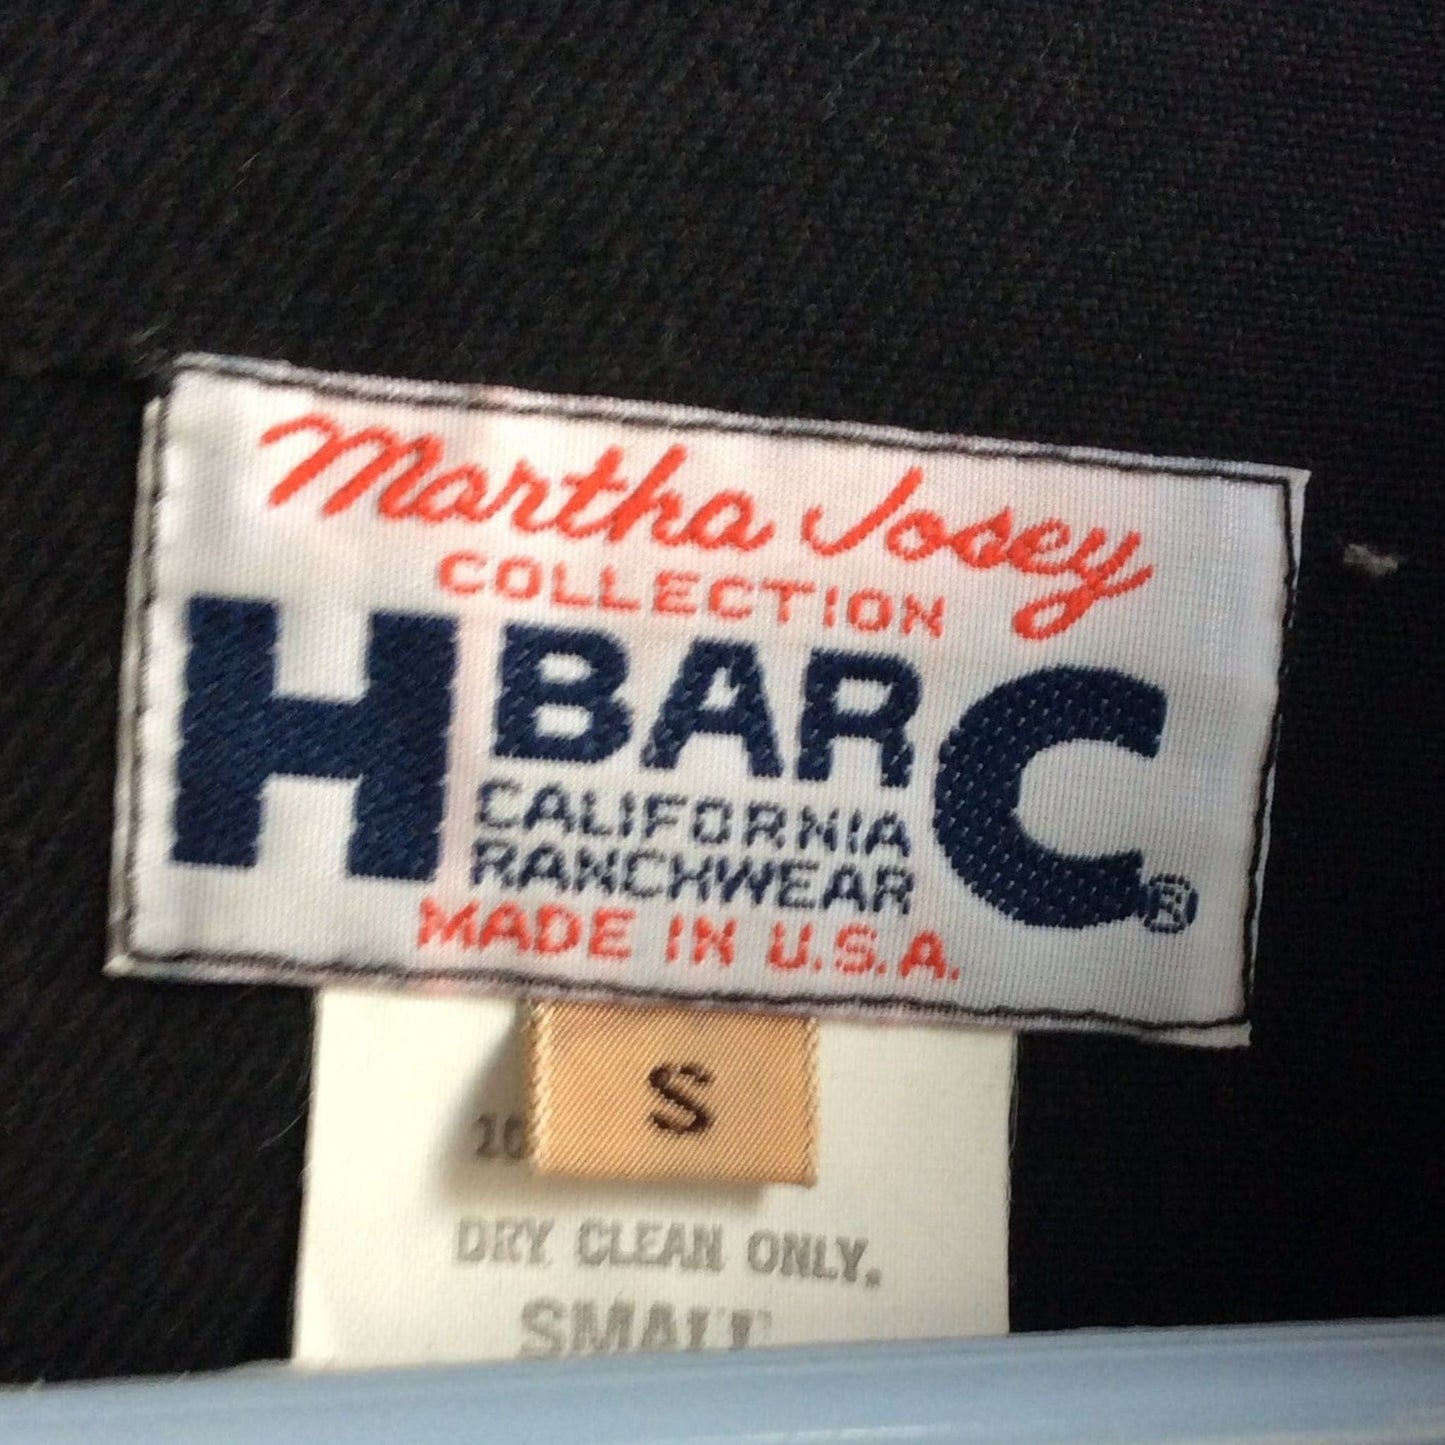 Martha Josey
COLLECTION
H BAR C
CALIFORNIA
RANCHWEAR
®
MADE IN U.S.A.
S
DRY CLEAN ONLY.
SMALL